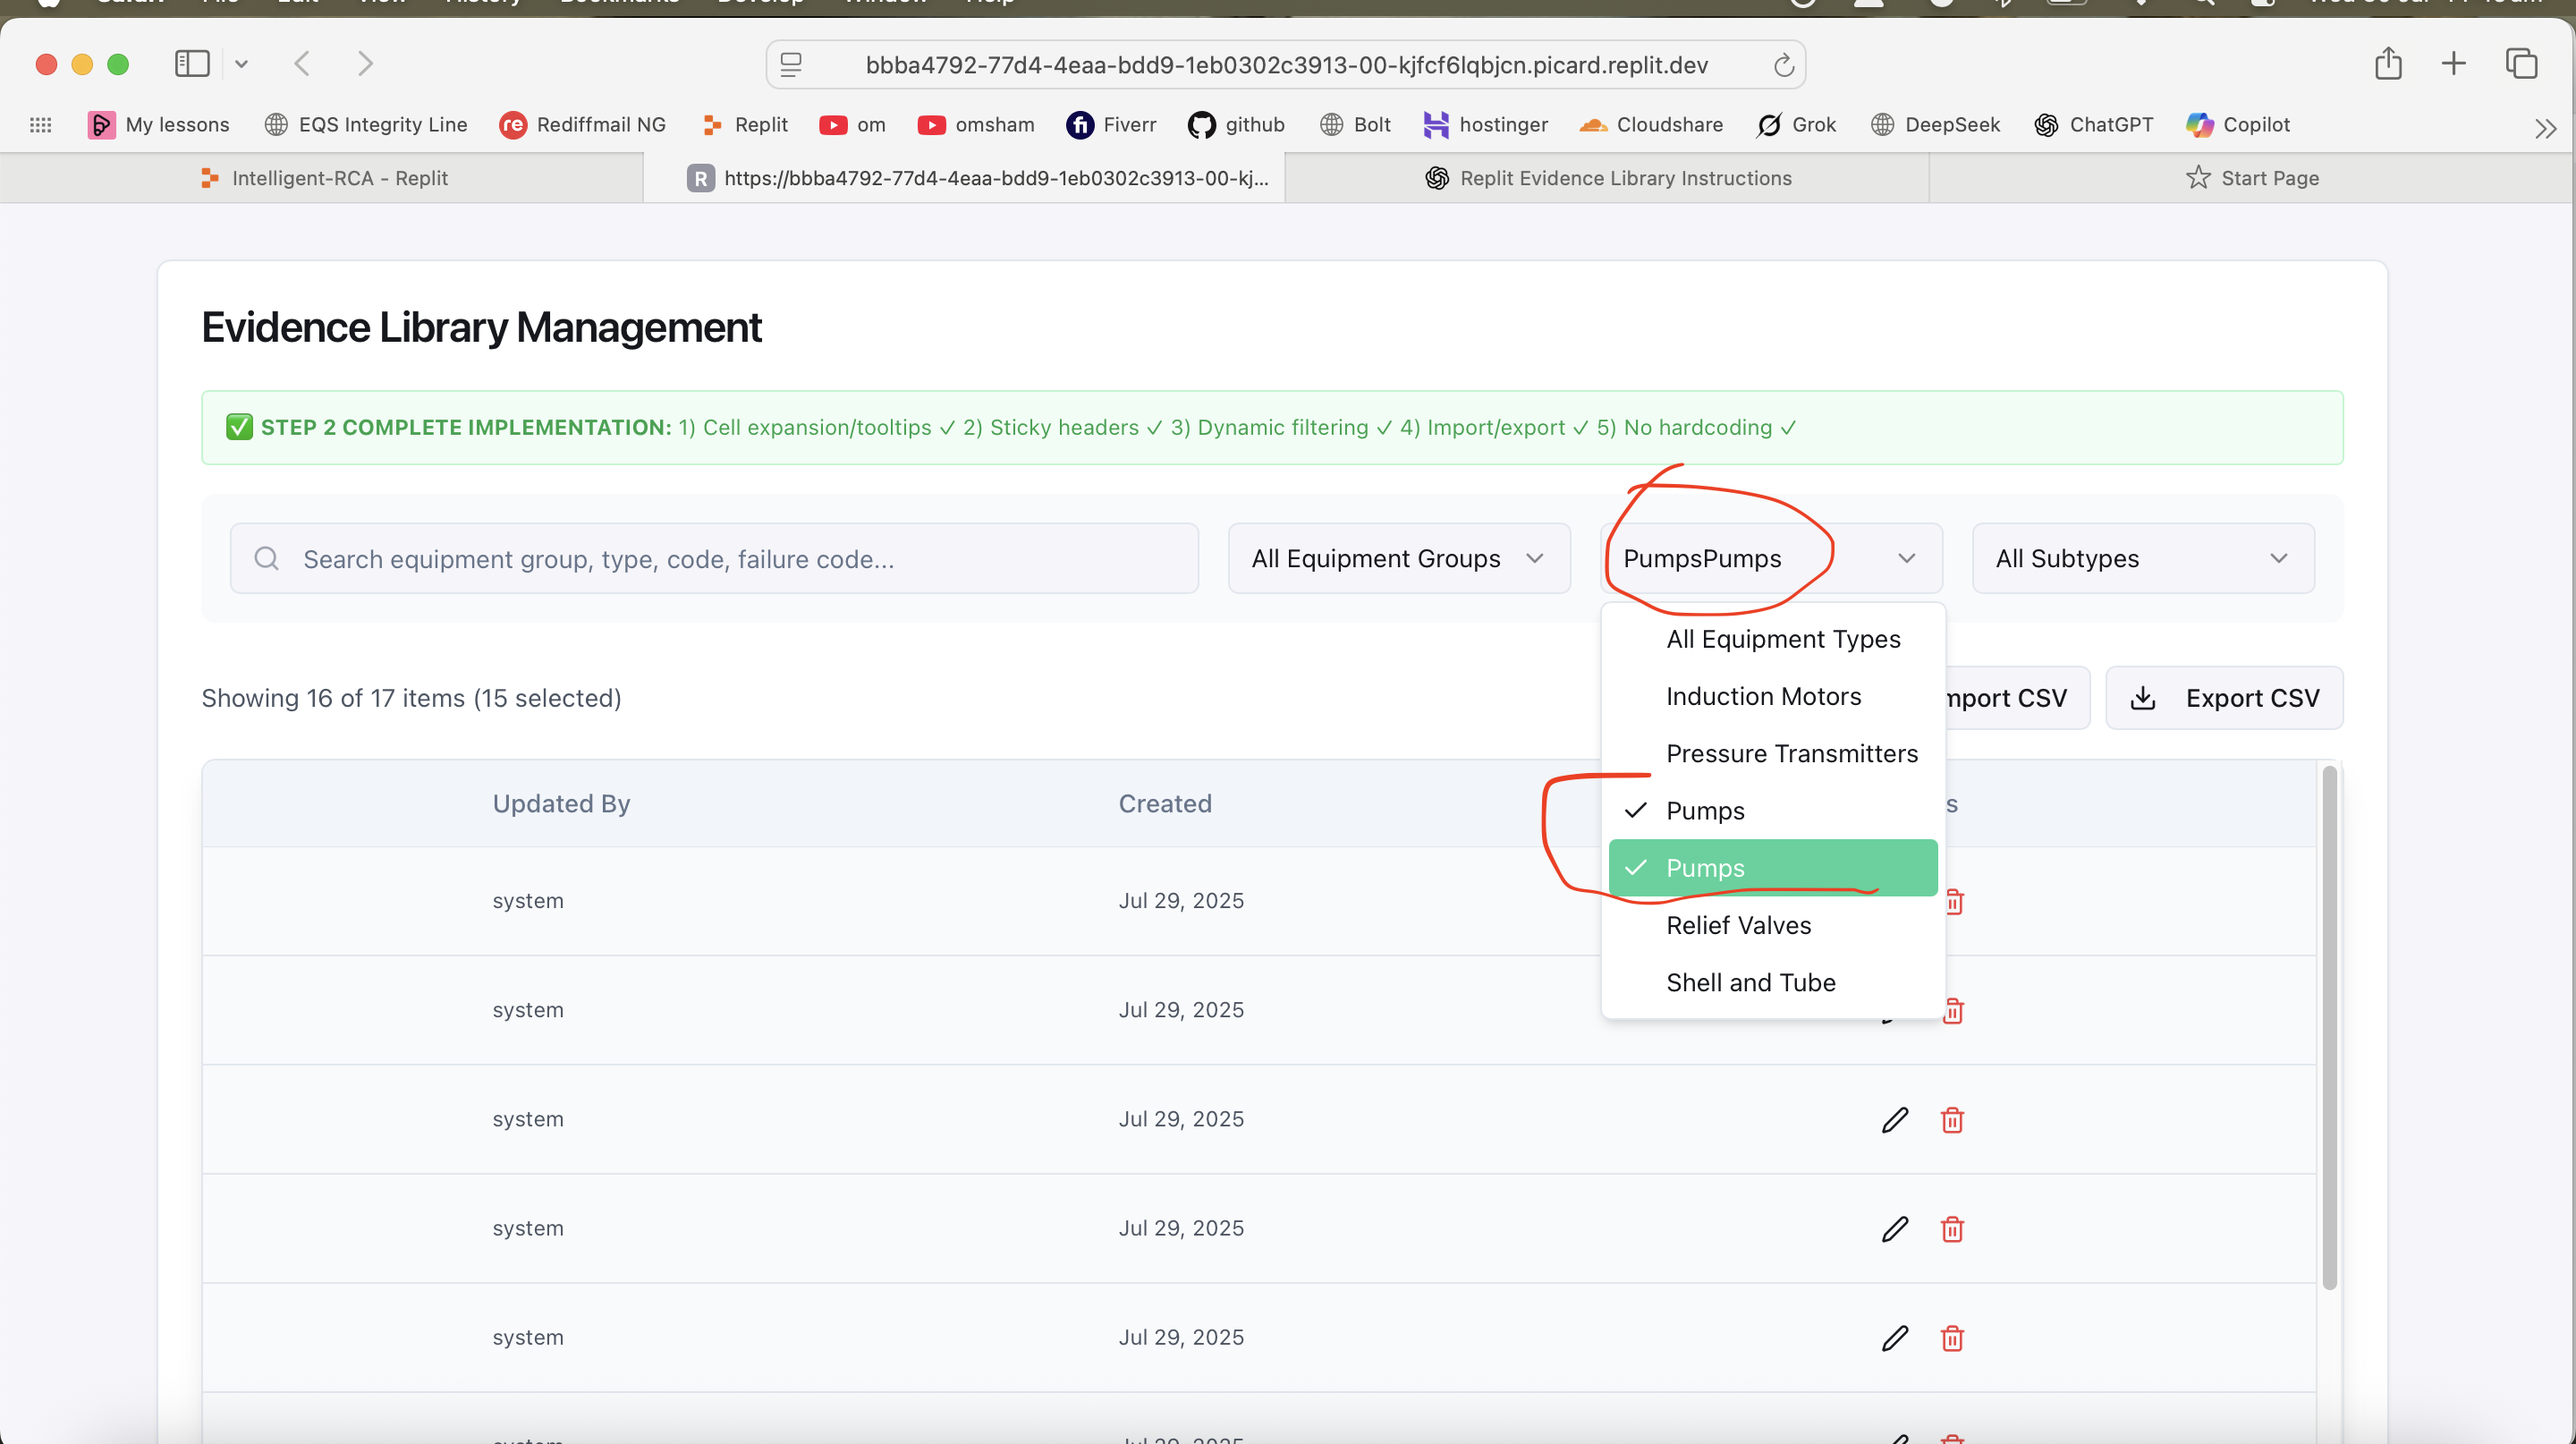 bbba4792-77d4-4eaa-bdd9-1eb0302c3913-00-kjfcf6lqbjcn.picard.replit.dev
My lessons EQS Integrity Line Rediffmail NG Replit om omsham Fiverr github Bolt hostinger Cloudshare Grok DeepSeek ChatGPT Copilot
Intelligent-RCA – Replit https://bbba4792-77d4-4eaa-bdd9-1eb0302c3913-00-kj... Replit Evidence Library Instructions Start Page
Evidence Library Management
✅ STEP 2 COMPLETE IMPLEMENTATION: 1) Cell expansion/tooltips ✓ 2) Sticky headers ✓ 3) Dynamic filtering ✓ 4) Import/export ✓ 5) No hardcoding ✓
Search equipment group, type, code, failure code... All Equipment Groups PumpsPumps All Subtypes
All Equipment Types
Induction Motors
Pressure Transmitters
✓ Pumps
✓ Pumps
Relief Valves
Shell and Tube
Showing 16 of 17 items (15 selected) mport CSV Export CSV
Updated By Created s
system Jul 29, 2025
system Jul 29, 2025
system Jul 29, 2025
system Jul 29, 2025
system Jul 29, 2025